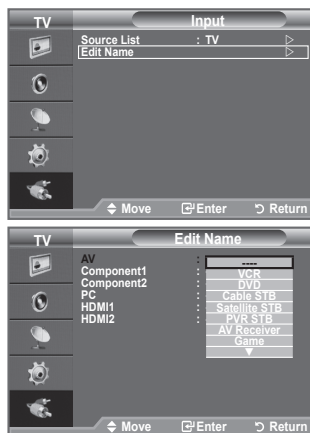 TV Input
Source List : TV ▷
Edit Name ▷
Move Enter Return
TV Edit Name
AV : ----
Component1 : VCR
Component2 : DVD
PC : Cable STB
HDMI1 : Satellite STB
HDMI2 : PVR STB
AV Receiver
Game
▼
Move Enter Return